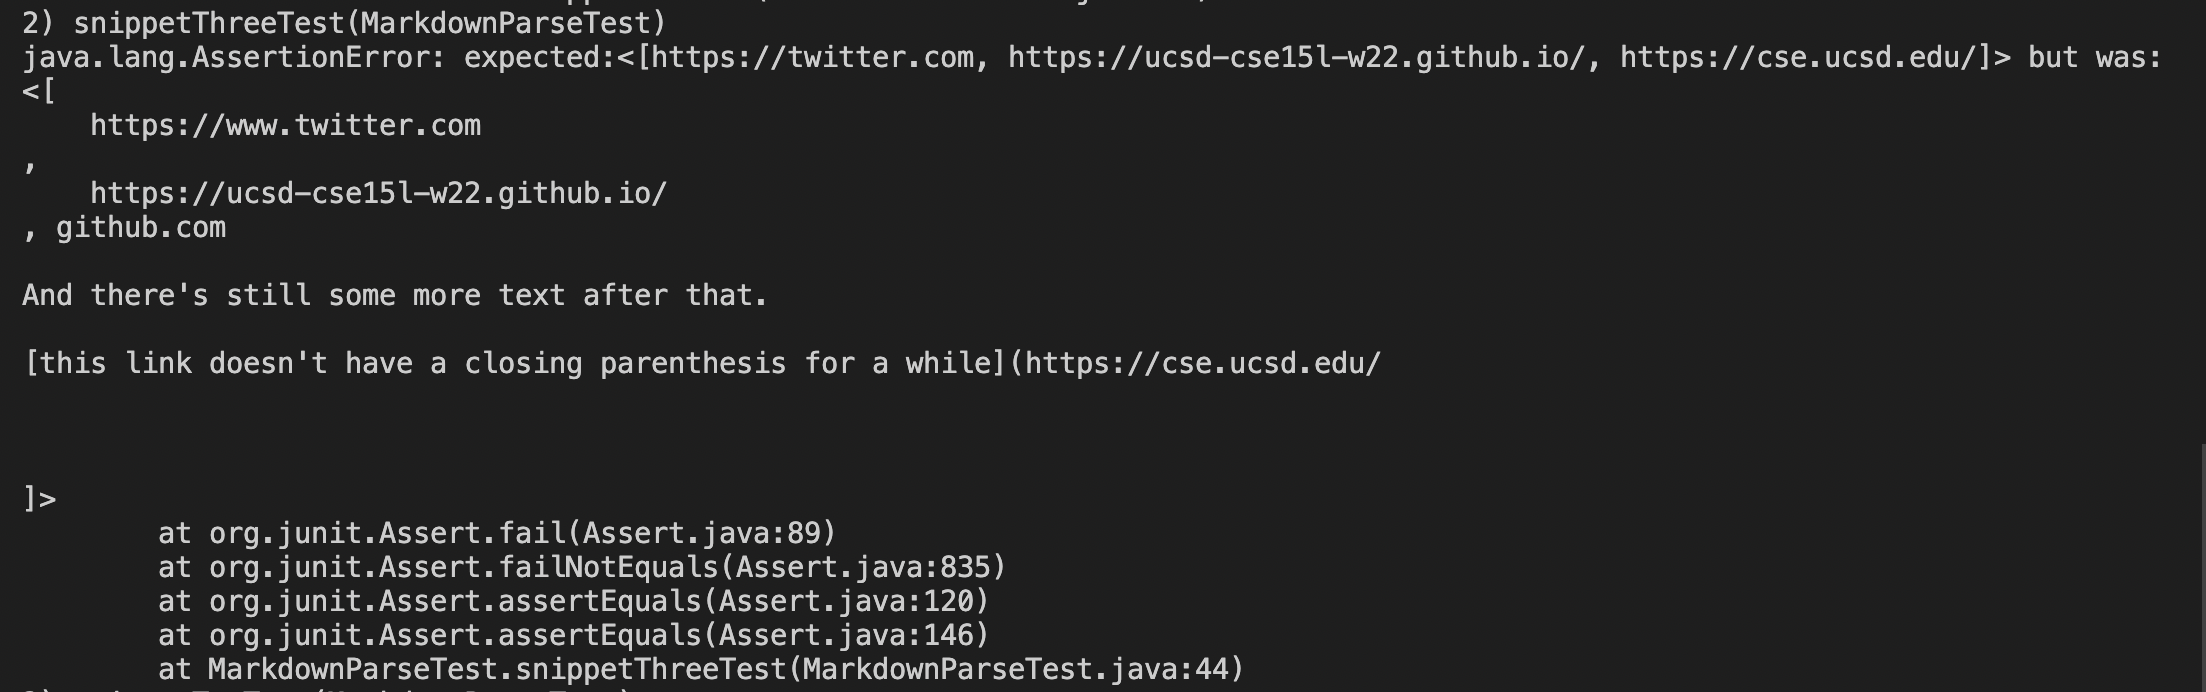 2) snippetThreeTest(MarkdownParseTest)
java.lang.AssertionError: expected:<[https://twitter.com, https://ucsd-cse15l-w22.github.io/, https://cse.ucsd.edu/]> but was:
<[
    https://www.twitter.com
,
    https://ucsd-cse15l-w22.github.io/
, github.com

And there's still some more text after that.

[this link doesn't have a closing parenthesis for a while](https://cse.ucsd.edu/



]>
        at org.junit.Assert.fail(Assert.java:89)
        at org.junit.Assert.failNotEquals(Assert.java:835)
        at org.junit.Assert.assertEquals(Assert.java:120)
        at org.junit.Assert.assertEquals(Assert.java:146)
        at MarkdownParseTest.snippetThreeTest(MarkdownParseTest.java:44)